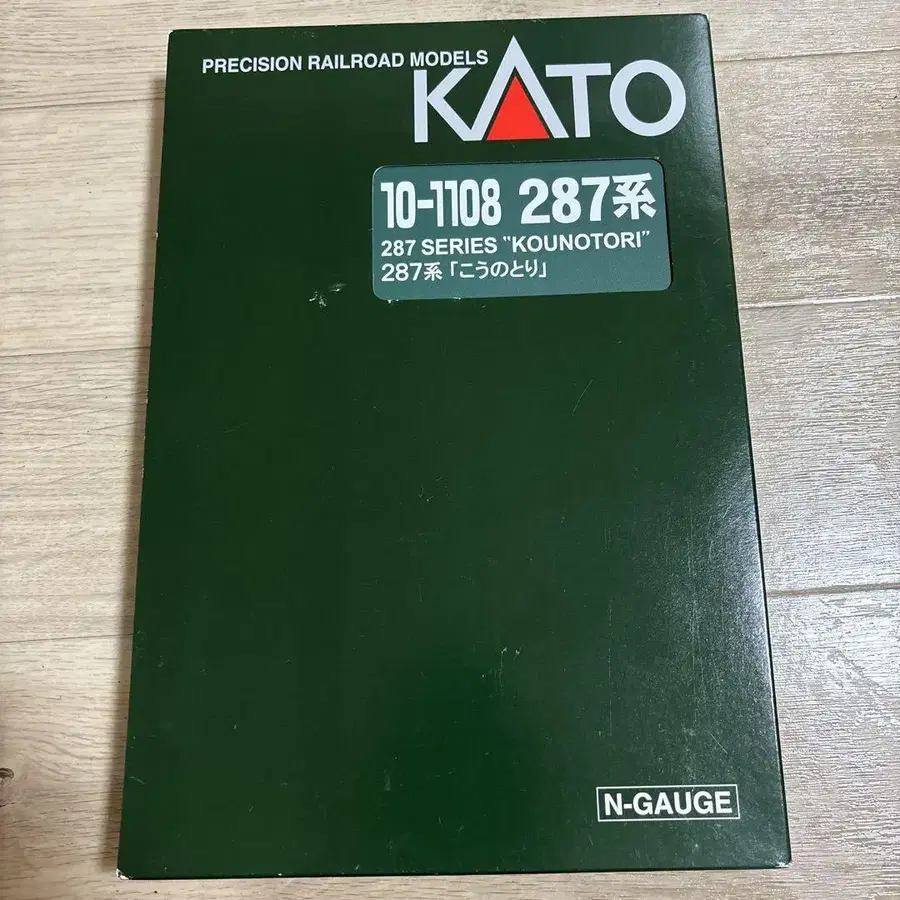 PRECISION RAILROAD MODELS
KATO
10-1108 287系
287 SERIES "KOUNOTORI"
287系「こうのとり」
N-GAUGE